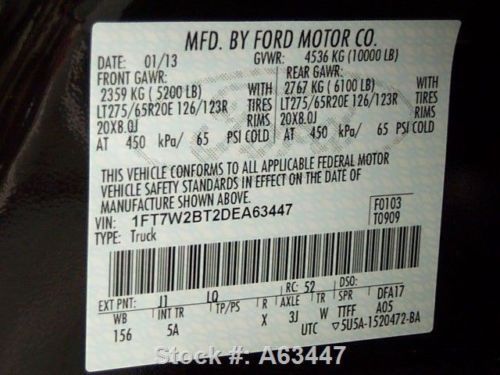 MFD. BY FORD MOTOR CO.
DATE: 01/13 GVWR: 4536 KG (10000 LB)
FRONT GAWR: REAR GAWR:
2359 KG ( 5200 LB) 2767 KG ( 6100 LB)
LT275/65R20E 126/123R TIRES LT275/65R20E 126/123R TIRES
20X8.0J RIMS 20X8.0J RIMS
AT 450 kPa/ 65 PSI COLD AT 450 kPa/ 65 PSI COLD
THIS VEHICLE CONFORMS TO ALL APPLICABLE FEDERAL MOTOR
VEHICLE SAFETY STANDARDS IN EFFECT ON THE DATE OF
MANUFACTURE SHOWN ABOVE.
VIN: 1FT7W2BT2DEA63447 F0103
TYPE: Truck T0909
RC: 52 DSO:
EXT PNT: J1 LQ
WB TP/PS R AXLE TR SPR DFA17
156 5A X 3J W TTFF A05
UTC 5U5A-1520472-BA
Stock #: A63447